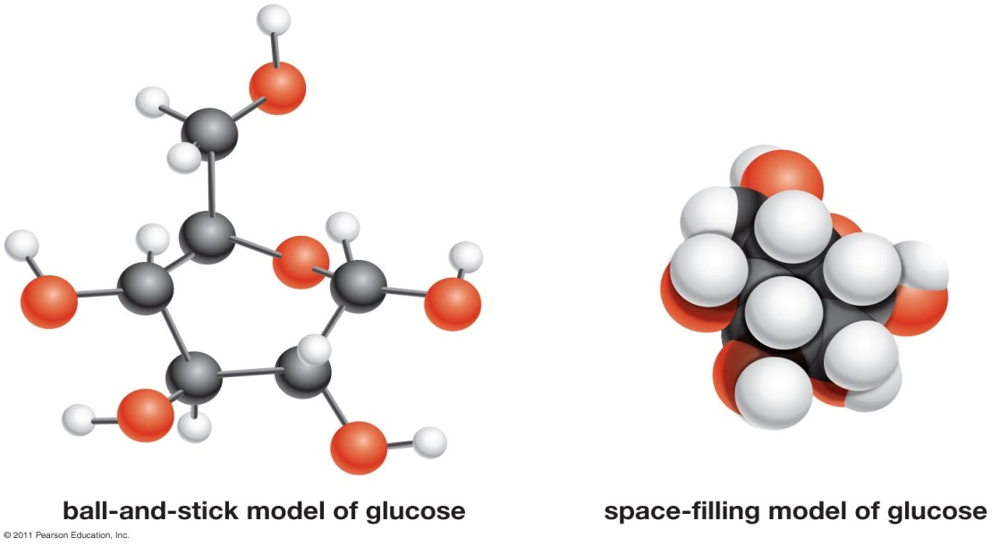 ball-and-stick model of glucose
space-filling model of glucose
© 2011 Pearson Education, Inc.